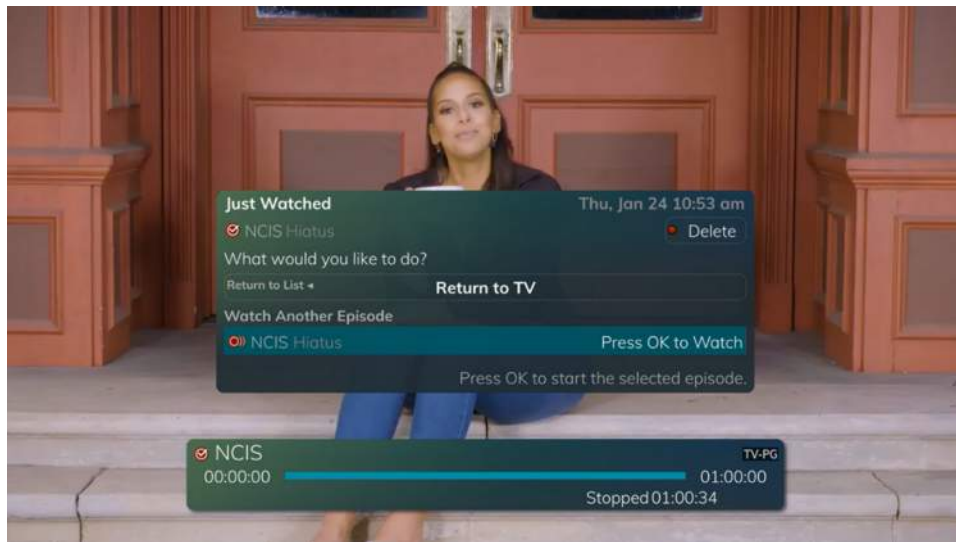 Just Watched Thu, Jan 24 10:53 am
NCIS Hiatus Delete
What would you like to do?
Return to List ◂ Return to TV
Watch Another Episode
NCIS Hiatus Press OK to Watch
Press OK to start the selected episode.
NCIS TV-PG
00:00:00 01:00:00
Stopped 01:00:34